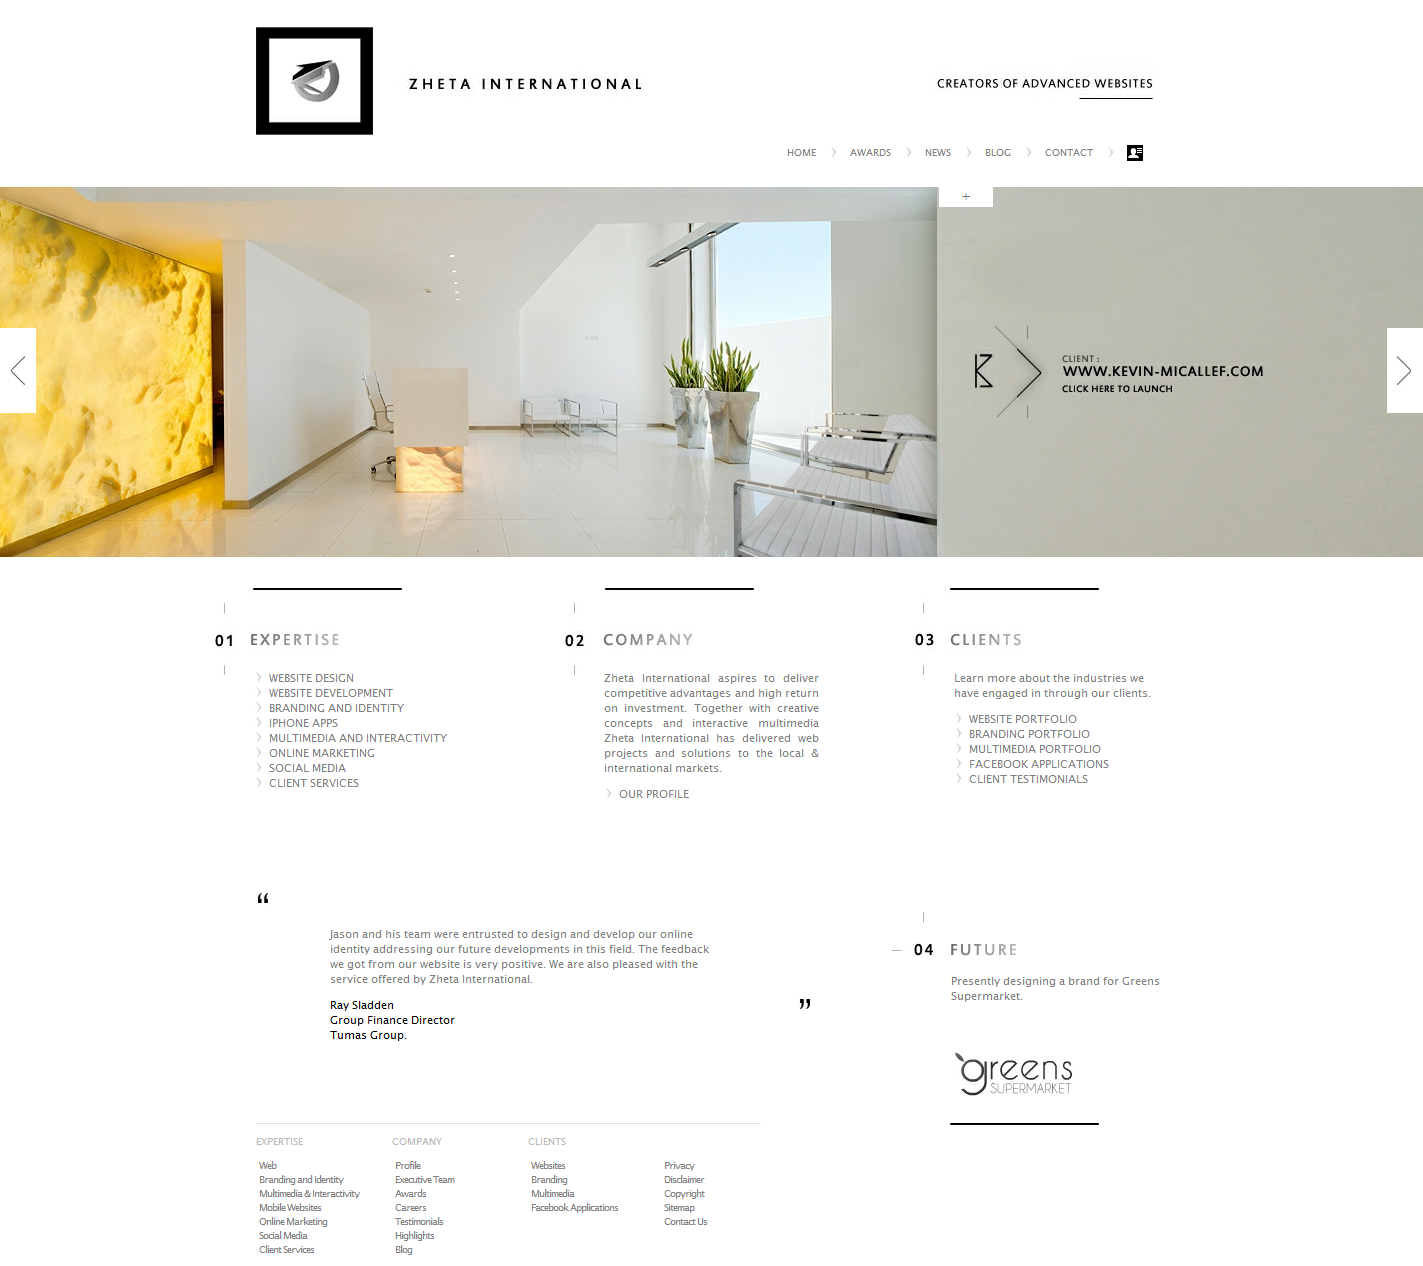 ZHETA INTERNATIONAL
CREATORS OF ADVANCED WEBSITES
HOME
AWARDS
NEWS
BLOG
CONTACT
+
CLIENT :
WWW.KEVIN-MICALLEF.COM
CLICK HERE TO LAUNCH
01 EXPERTISE
WEBSITE DESIGN
WEBSITE DEVELOPMENT
BRANDING AND IDENTITY
IPHONE APPS
MULTIMEDIA AND INTERACTIVITY
ONLINE MARKETING
SOCIAL MEDIA
CLIENT SERVICES
02 COMPANY
Zheta International aspires to deliver
competitive advantages and high return
on investment. Together with creative
concepts and interactive multimedia
Zheta International has delivered web
projects and solutions to the local &
international markets.
OUR PROFILE
03 CLIENTS
Learn more about the industries we
have engaged in through our clients.
WEBSITE PORTFOLIO
BRANDING PORTFOLIO
MULTIMEDIA PORTFOLIO
FACEBOOK APPLICATIONS
CLIENT TESTIMONIALS
“
Jason and his team were entrusted to design and develop our online
identity addressing our future developments in this field. The feedback
we got from our website is very positive. We are also pleased with the
service offered by Zheta International.
”
Ray Sladden
Group Finance Director
Tumas Group.
04 FUTURE
Presently designing a brand for Greens
Supermarket.
greens
SUPERMARKET
EXPERTISE
Web
Branding and Identity
Multimedia & Interactivity
Mobile Websites
Online Marketing
Social Media
Client Services
COMPANY
Profile
Executive Team
Awards
Careers
Testimonials
Highlights
Blog
CLIENTS
Websites
Branding
Multimedia
Facebook Applications
Privacy
Disclaimer
Copyright
Sitemap
Contact Us